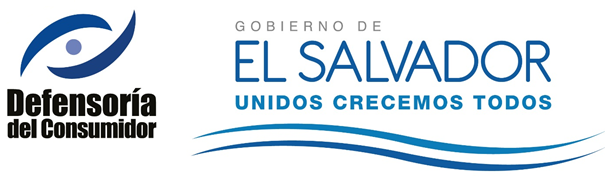 Defensoría
del Consumidor
GOBIERNO DE
EL SALVADOR
UNIDOS CRECEMOS TODOS